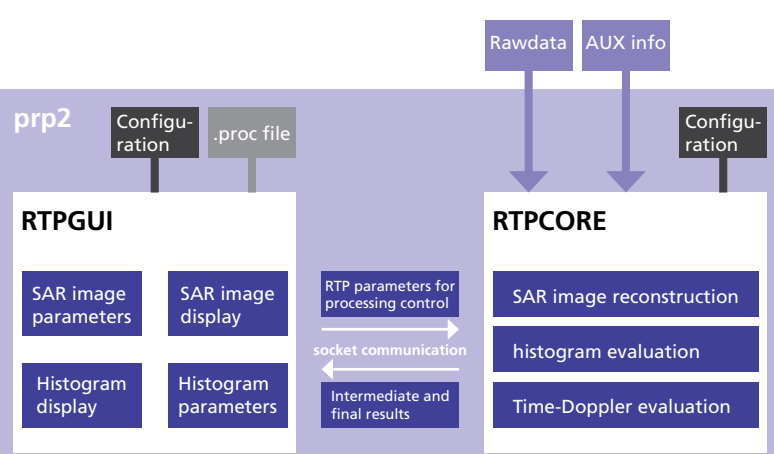 Rawdata
AUX info
prp2
Configu-
ration
.proc file
Configu-
ration
RTPGUI
SAR image
parameters
SAR image
display
Histogram
display
Histogram
parameters
RTP parameters for
processing control
socket communication
Intermediate and
final results
RTPCORE
SAR image reconstruction
histogram evaluation
Time-Doppler evaluation